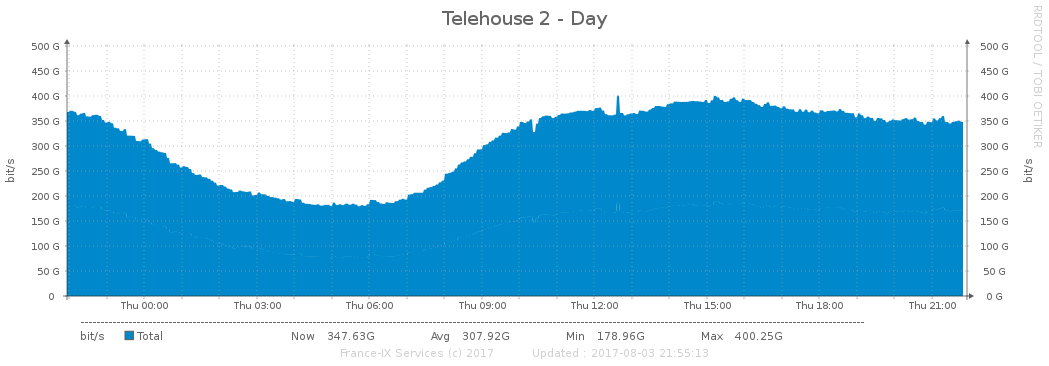 Telehouse 2 - Day
RRDTOOL / TOBI OETIKER
bit/s
500 G
450 G
400 G
350 G
300 G
250 G
200 G
150 G
100 G
50 G
0
500 G
450 G
400 G
350 G
300 G
250 G
200 G
150 G
100 G
50 G
0 G
bit/s
Thu 00:00 Thu 03:00 Thu 06:00 Thu 09:00 Thu 12:00 Thu 15:00 Thu 18:00 Thu 21:00
bit/s Total Now 347.63G Avg 307.92G Min 178.96G Max 400.25G
France-IX Services (c) 2017 Updated : 2017-08-03 21:55:13